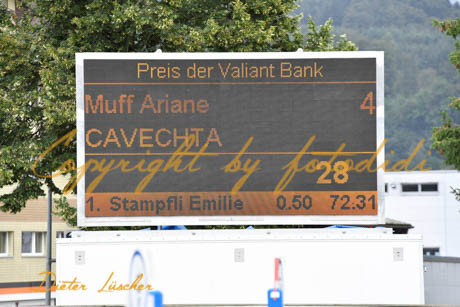 Preis der Valiant Bank
Muff Ariane 4
CAVECHTA
28
1. Stampfli Emilie 0.50 72.31
Copyright by fotodidi
Dieter Lüscher